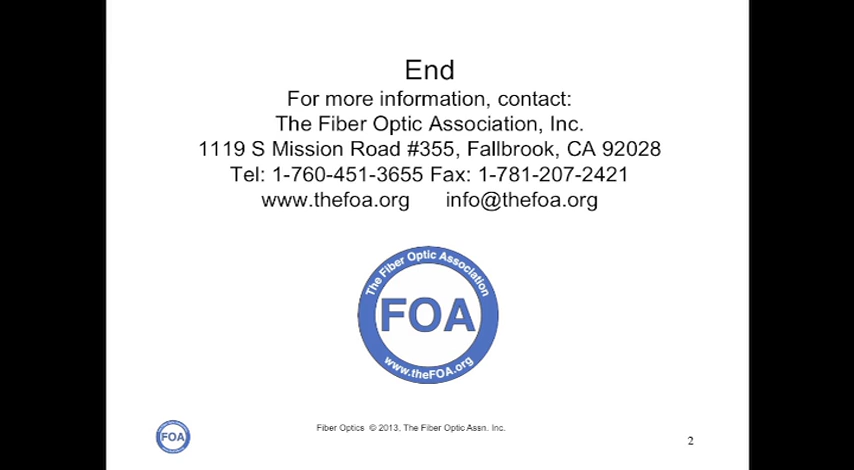 End
For more information, contact:
The Fiber Optic Association, Inc.
1119 S Mission Road #355, Fallbrook, CA 92028
Tel: 1-760-451-3655 Fax: 1-781-207-2421
www.thefoa.org info@thefoa.org
The Fiber Optic Association
FOA
www.theFOA.org
FOA
Fiber Optics © 2013, The Fiber Optic Assn. Inc.
2